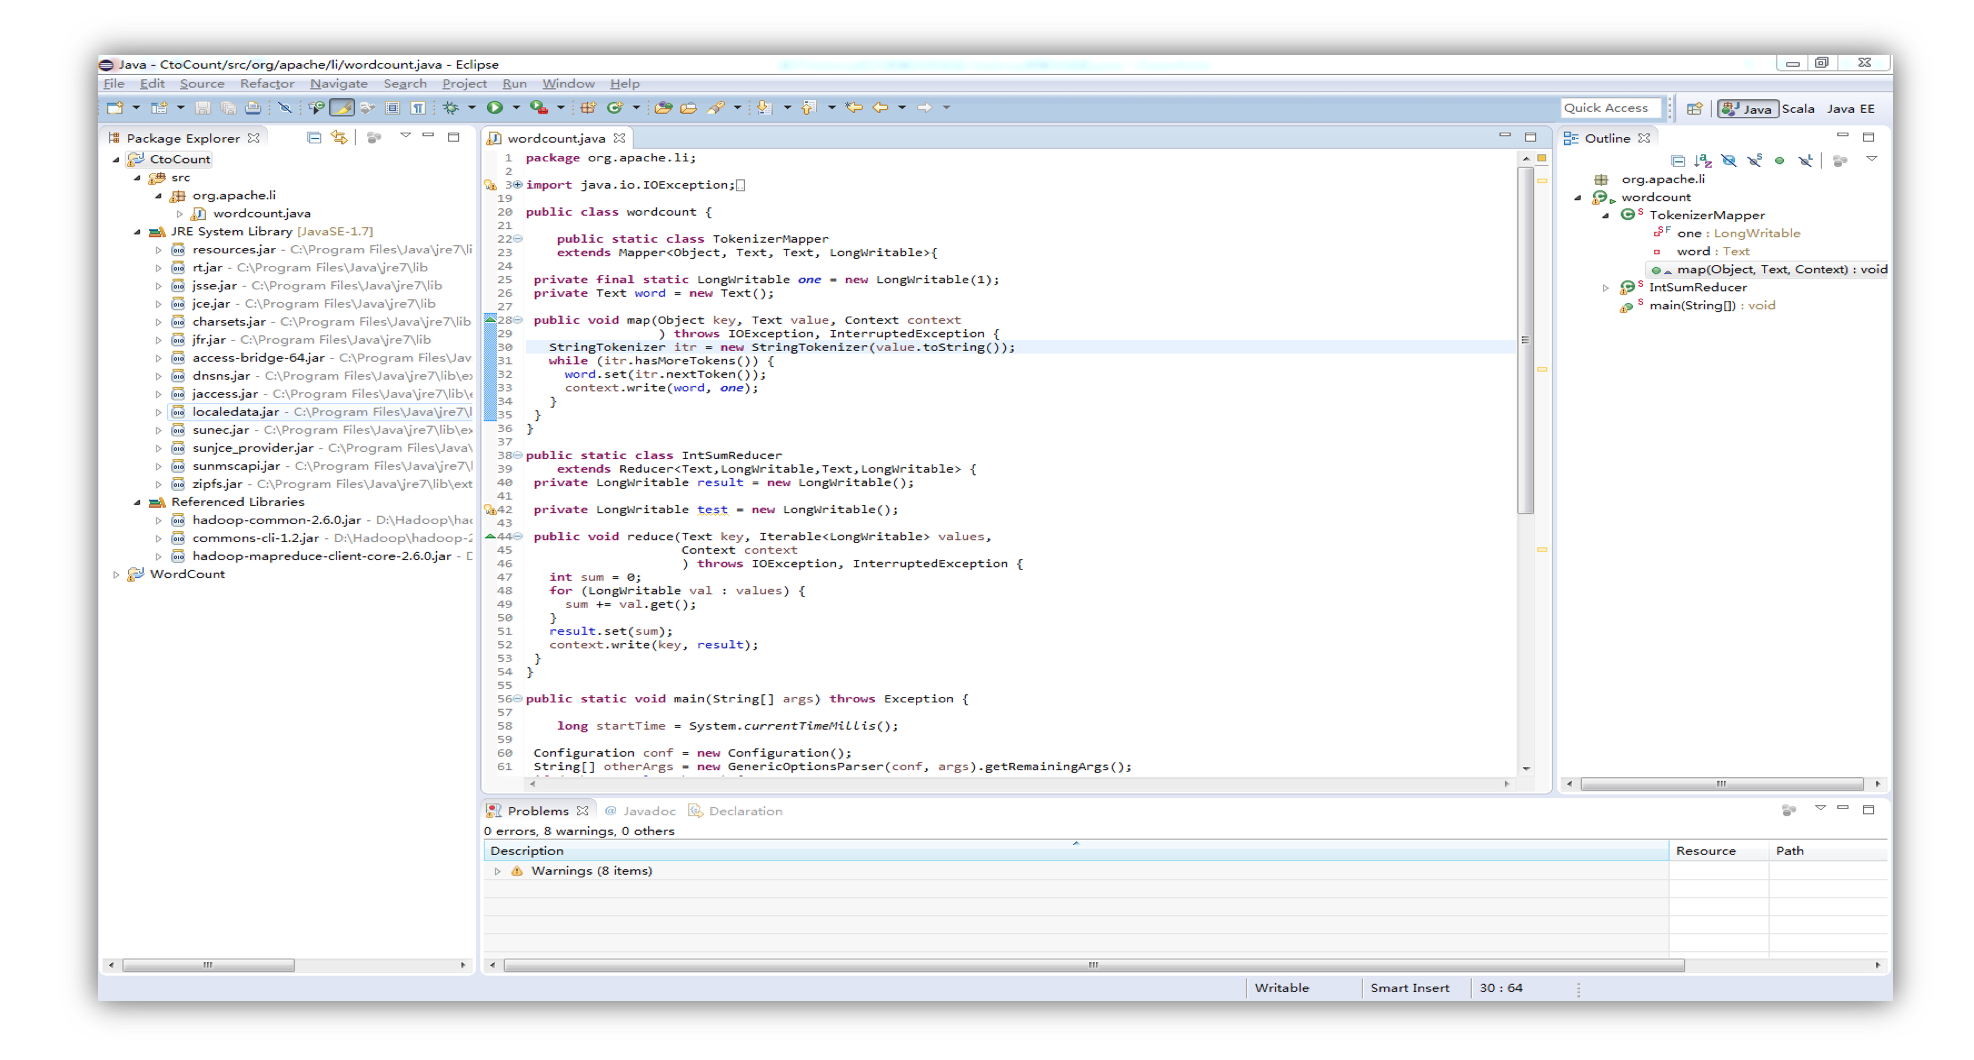 Java - CtoCount/src/org/apache/li/wordcount.java - Eclipse
File Edit Source Refactor Navigate Search Project Run Window Help
Quick Access Java Scala Java EE
Package Explorer
CtoCount
src
org.apache.li
wordcount.java
JRE System Library [JavaSE-1.7]
resources.jar - C:\Program Files\Java\jre7\li
rt.jar - C:\Program Files\Java\jre7\lib
jsse.jar - C:\Program Files\Java\jre7\lib
jce.jar - C:\Program Files\Java\jre7\lib
charsets.jar - C:\Program Files\Java\jre7\lib
jfr.jar - C:\Program Files\Java\jre7\lib
access-bridge-64.jar - C:\Program Files\Jav
dnsns.jar - C:\Program Files\Java\jre7\lib\ex
jaccess.jar - C:\Program Files\Java\jre7\lib\e
localedata.jar - C:\Program Files\Java\jre7\l
sunec.jar - C:\Program Files\Java\jre7\lib\ex
sunjce_provider.jar - C:\Program Files\Java\
sunmscapi.jar - C:\Program Files\Java\jre7\l
zipfs.jar - C:\Program Files\Java\jre7\lib\ext
Referenced Libraries
hadoop-common-2.6.0.jar - D:\Hadoop\had
commons-cli-1.2.jar - D:\Hadoop\hadoop-2
hadoop-mapreduce-client-core-2.6.0.jar - D
WordCount
wordcount.java
1 package org.apache.li;
2
3 import java.io.IOException;
19
20 public class wordcount {
21
22 public static class TokenizerMapper
23 extends Mapper<Object, Text, Text, LongWritable>{
24
25 private final static LongWritable one = new LongWritable(1);
26 private Text word = new Text();
27
28 public void map(Object key, Text value, Context context
29 ) throws IOException, InterruptedException {
30 StringTokenizer itr = new StringTokenizer(value.toString());
31 while (itr.hasMoreTokens()) {
32 word.set(itr.nextToken());
33 context.write(word, one);
34 }
35 }
36 }
37
38 public static class IntSumReducer
39 extends Reducer<Text,LongWritable,Text,LongWritable> {
40 private LongWritable result = new LongWritable();
41
42 private LongWritable test = new LongWritable();
43
44 public void reduce(Text key, Iterable<LongWritable> values,
45 Context context
46 ) throws IOException, InterruptedException {
47 int sum = 0;
48 for (LongWritable val : values) {
49 sum += val.get();
50 }
51 result.set(sum);
52 context.write(key, result);
53 }
54 }
55
56 public static void main(String[] args) throws Exception {
57
58 long startTime = System.currentTimeMillis();
59
60 Configuration conf = new Configuration();
61 String[] otherArgs = new GenericOptionsParser(conf, args).getRemainingArgs();
Outline
org.apache.li
wordcount
TokenizerMapper
one : LongWritable
word : Text
map(Object, Text, Context) : void
IntSumReducer
main(String[]) : void
Problems @ Javadoc Declaration
0 errors, 8 warnings, 0 others
Description Resource Path
Warnings (8 items)
Writable Smart Insert 30 : 64